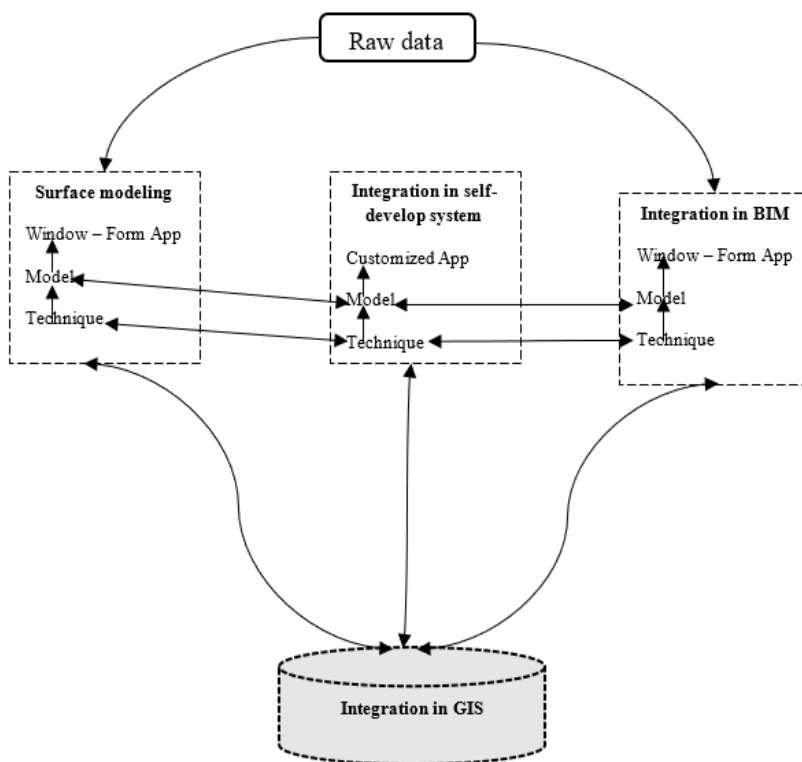 Raw data
Surface modeling
Window – Form App
Model
Technique
Integration in self-
develop system
Customized App
Model
Technique
Integration in BIM
Window – Form App
Model
Technique
Integration in GIS